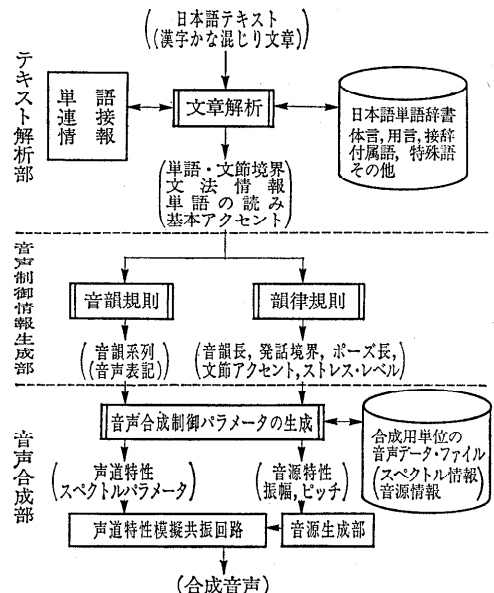 日本語テキスト
(漢字かな混じり文章)
テキスト解析部
単語
連接
情報
文章解析
日本語単語辞書
体言, 用言, 接辞
付属語, 特殊語
その他
(単語・文節境界
文法情報
単語の読み
基本アクセント)
音声制御情報生成部
音韻規則
韻律規則
(音韻系列
(音声表記))
(音韻長, 発話境界, ポーズ長,
文節アクセント, ストレス・レベル)
音声合成部
音声合成制御パラメータの生成
合成用単位の
音声データ・ファイル
(スペクトル情報
音源情報)
(声道特性
スペクトルパラメータ)
(音源特性
振幅, ピッチ)
声道特性模擬共振回路
音源生成部
(合成音声)